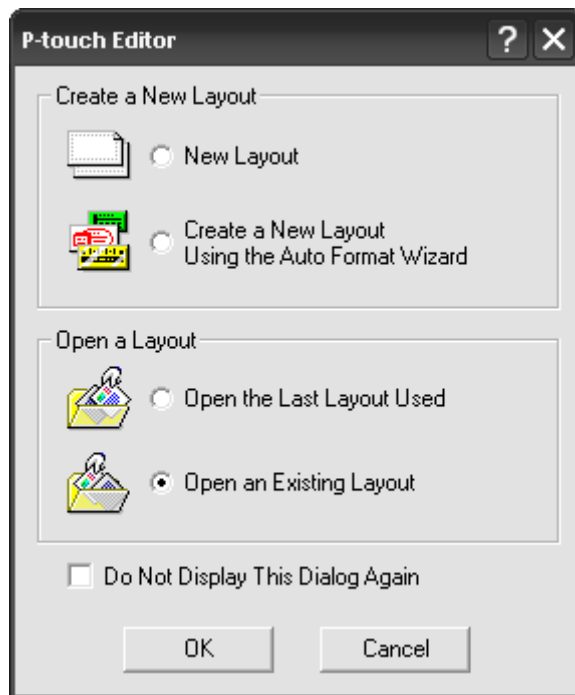 P-touch Editor
Create a New Layout
New Layout
Create a New Layout
Using the Auto Format Wizard
Open a Layout
Open the Last Layout Used
Open an Existing Layout
Do Not Display This Dialog Again
OK
Cancel